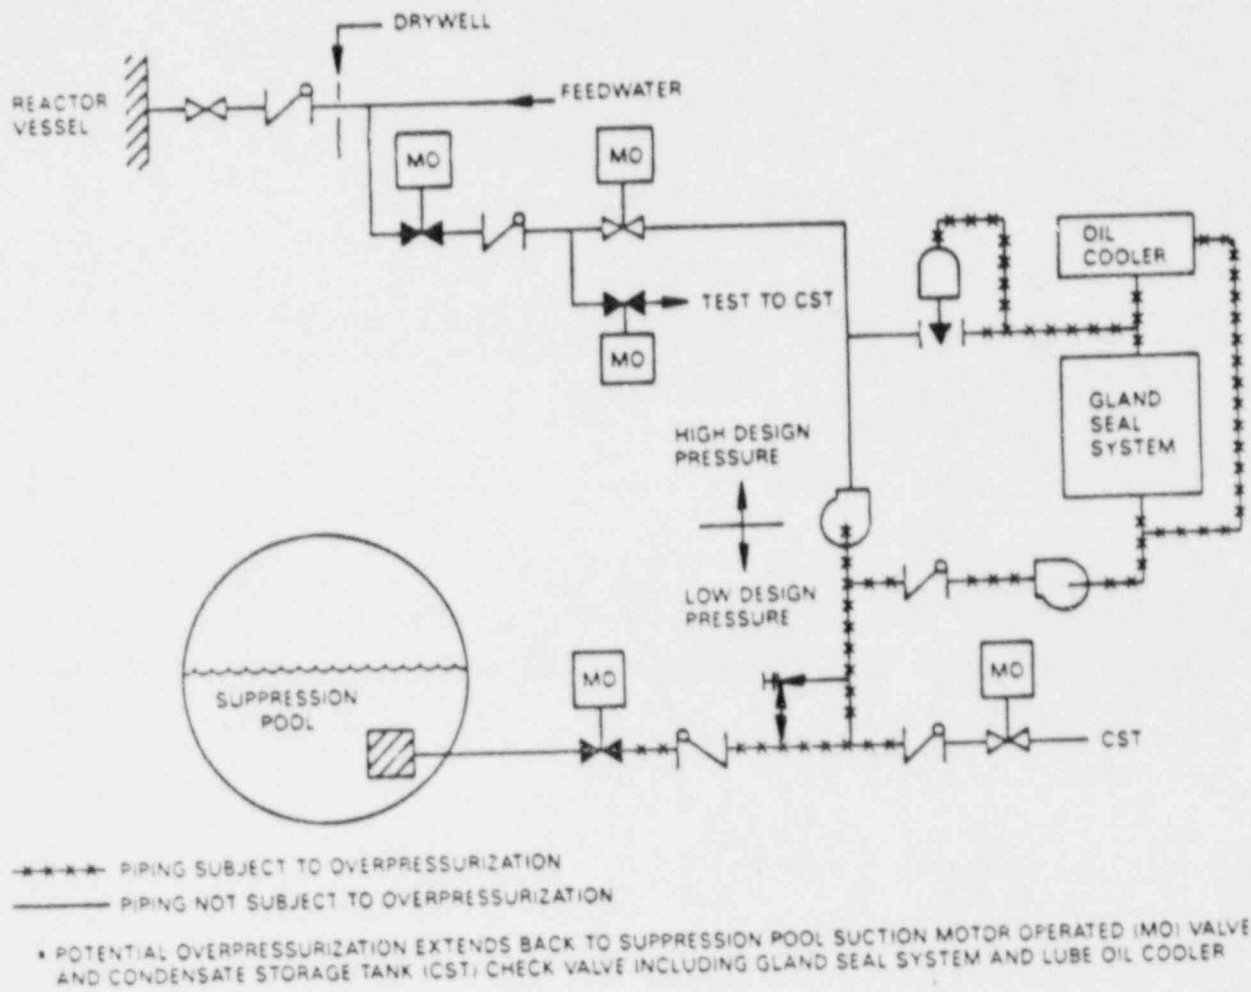 DRYWELL
REACTOR
VESSEL
FEEDWATER
MO
MO
OIL
COOLER
TEST TO CST
MO
GLAND
SEAL
SYSTEM
HIGH DESIGN
PRESSURE
LOW DESIGN
PRESSURE
SUPPRESSION
POOL
MO
MO
CST
PIPING SUBJECT TO OVERPRESSURIZATION
PIPING NOT SUBJECT TO OVERPRESSURIZATION
* POTENTIAL OVERPRESSURIZATION EXTENDS BACK TO SUPPRESSION POOL SUCTION MOTOR OPERATED (MO) VALVE
AND CONDENSATE STORAGE TANK (CST) CHECK VALVE INCLUDING GLAND SEAL SYSTEM AND LUBE OIL COOLER